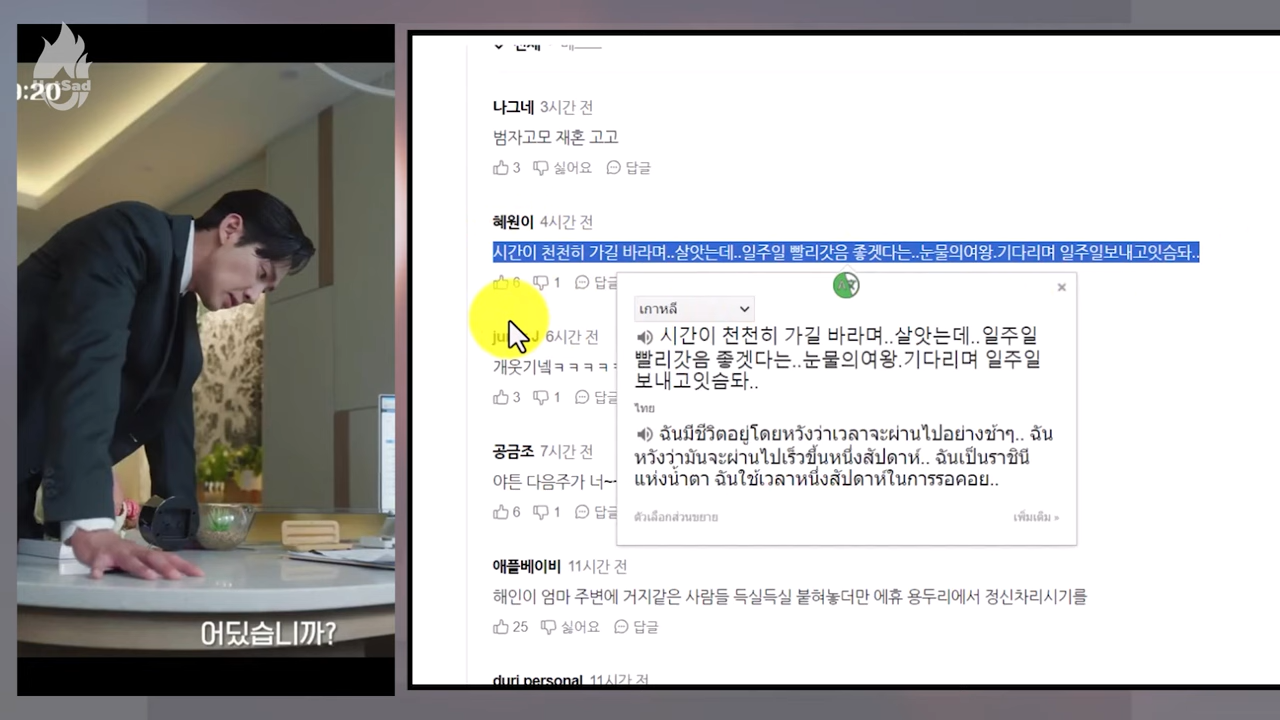 HotSad
0:20
어딨습니까?
전체
나그네 3시간 전
범자고모 재혼 고고
3 싫어요 답글
혜원이 4시간 전
시간이 천천히 가길 바라며..살앗는데..일주일 빨리갓음 좋겟다는..눈물의여왕.기다리며 일주일보내고잇슴돠..
6 1 답글
6시간 전
개웃기넼ㅋㅋㅋㅋ
3 1 답글
공금조 7시간 전
야튼 다음주가 너~
6 1 답글
애플베이비 11시간 전
해인이 엄마 주변에 거지같은 사람들 득실득실 붙혀놓더만 에휴 용두리에서 정신차리시기를
25 싫어요 답글
duri personal 11시간 전
×
เกาหลี
시간이 천천히 가길 바라며..살앗는데..일주일
빨리갓음 좋겟다는..눈물의여왕.기다리며 일주일
보내고잇슴돠..
ไทย
ฉันมีชีวิตอยู่โดยหวังว่าเวลาจะผ่านไปอย่างช้าๆ.. ฉัน
หวังว่ามันจะผ่านไปเร็วขึ้นหนึ่งสัปดาห์.. ฉันเป็นราชินี
แห่งน้ำตา ฉันใช้เวลาหนึ่งสัปดาห์ในการรอคอย..
ตัวเลือกส่วนขยาย เพิ่มเติม »